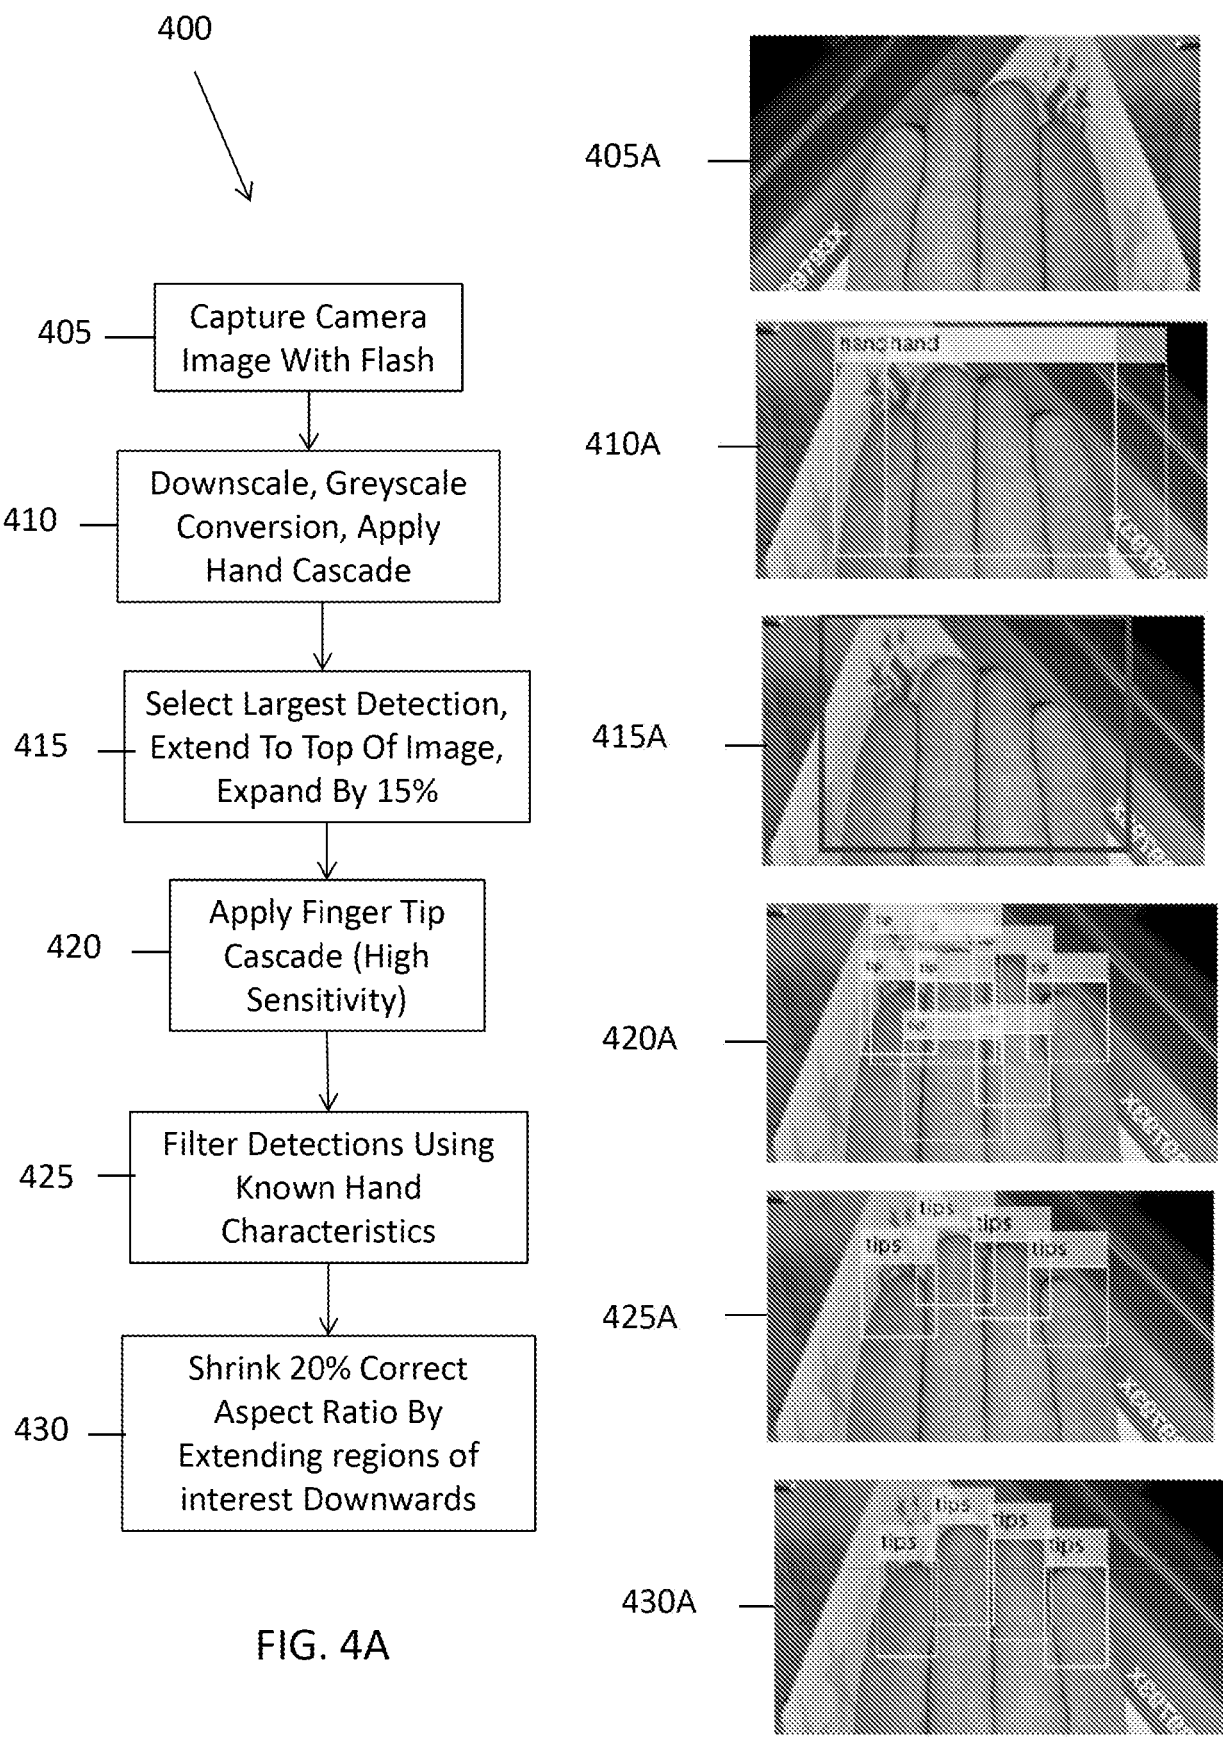 400
405
Capture Camera
Image With Flash
410
Downscale, Greyscale
Conversion, Apply
Hand Cascade
415
Select Largest Detection,
Extend To Top Of Image,
Expand By 15%
420
Apply Finger Tip
Cascade (High
Sensitivity)
425
Filter Detections Using
Known Hand
Characteristics
430
Shrink 20% Correct
Aspect Ratio By
Extending regions of
interest Downwards
FIG. 4A
405A
410A
hand
415A
420A
425A
tips
tips
tips
tips
430A
tips
tips
tips
tips